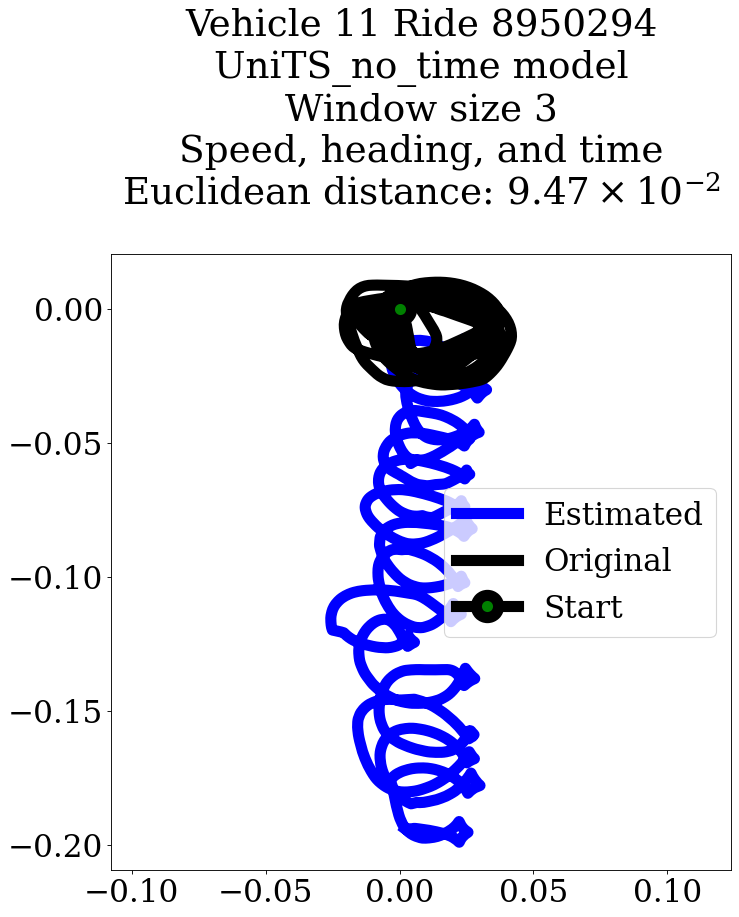 Vehicle 11 Ride 8950294
UniTS_no_time model
Window size 3
Speed, heading, and time
Euclidean distance: 9.47 × 10⁻²
0.00
−0.05
−0.10
−0.15
−0.20
Estimated
Original
Start
−0.10 −0.05 0.00 0.05 0.10